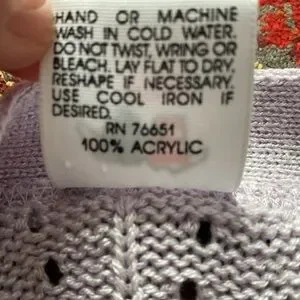 HAND OR MACHINE
WASH IN COLD WATER.
DO NOT TWIST, WRING OR
BLEACH. LAY FLAT TO DRY.
RESHAPE IF NECESSARY.
USE COOL IRON IF
DESIRED.
RN 76651
100% ACRYLIC